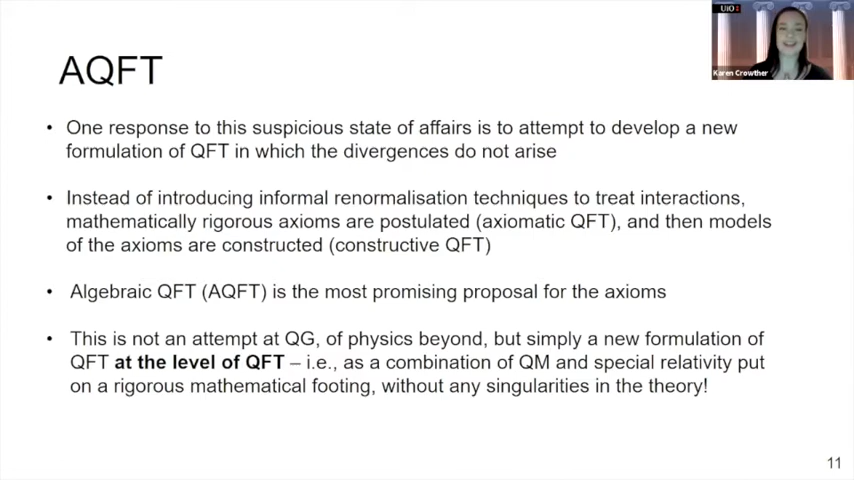 UiO
Karen Crowther
AQFT
• One response to this suspicious state of affairs is to attempt to develop a new
formulation of QFT in which the divergences do not arise
• Instead of introducing informal renormalisation techniques to treat interactions,
mathematically rigorous axioms are postulated (axiomatic QFT), and then models
of the axioms are constructed (constructive QFT)
• Algebraic QFT (AQFT) is the most promising proposal for the axioms
• This is not an attempt at QG, of physics beyond, but simply a new formulation of
QFT at the level of QFT – i.e., as a combination of QM and special relativity put
on a rigorous mathematical footing, without any singularities in the theory!
11